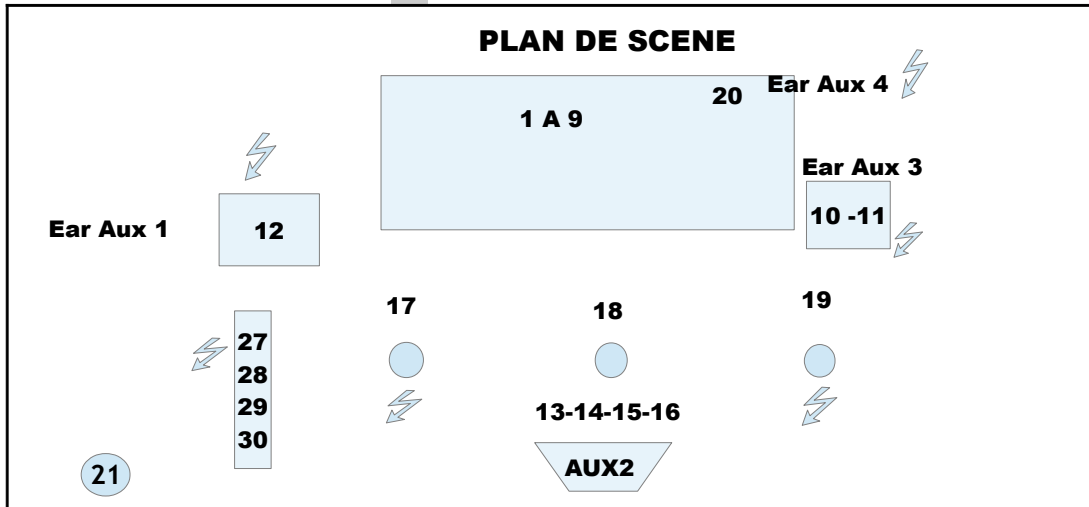 PLAN DE SCENE
20
Ear Aux 4
1 A 9
Ear Aux 3
10 -11
Ear Aux 1
12
17
18
19
27
28
29
30
13-14-15-16
AUX2
21